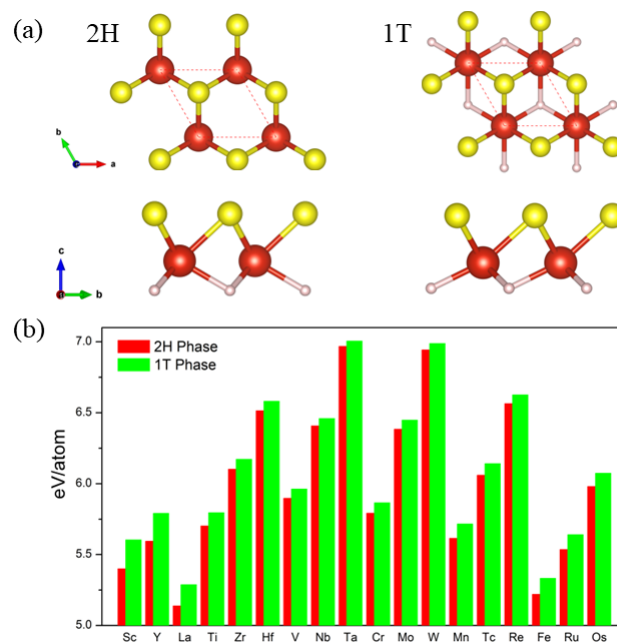 (a) 2H 1T
b
a
c
b
(b)
7.0
6.5
6.0
5.5
5.0
eV/atom
2H Phase
1T Phase
Sc Y La Ti Zr Hf V Nb Ta Cr Mo W Mn Tc Re Fe Ru Os